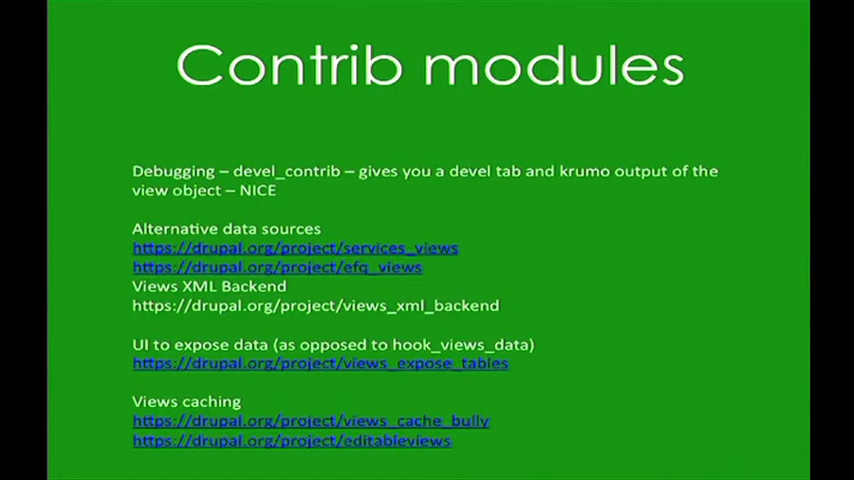 Contrib modules
Debugging – devel_contrib – gives you a devel tab and krumo output of the
view object – NICE
Alternative data sources
https://drupal.org/project/services_views
https://drupal.org/project/efq_views
Views XML Backend
https://drupal.org/project/views_xml_backend
UI to expose data (as opposed to hook_views_data)
https://drupal.org/project/views_expose_tables
Views caching
https://drupal.org/project/views_cache_bully
https://drupal.org/project/editableviews